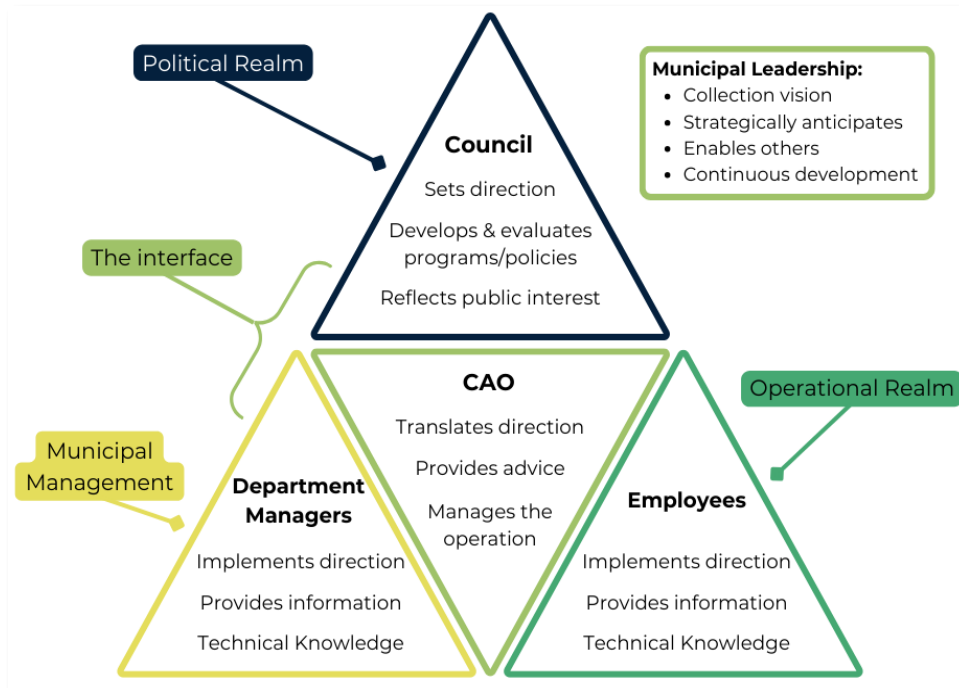 Political Realm
Municipal Leadership:
• Collection vision
• Strategically anticipates
• Enables others
• Continuous development
Council
Sets direction
Develops & evaluates
programs/policies
Reflects public interest
The interface
CAO
Translates direction
Provides advice
Manages the
operation
Operational Realm
Municipal
Management
Department
Managers
Implements direction
Provides information
Technical Knowledge
Employees
Implements direction
Provides information
Technical Knowledge